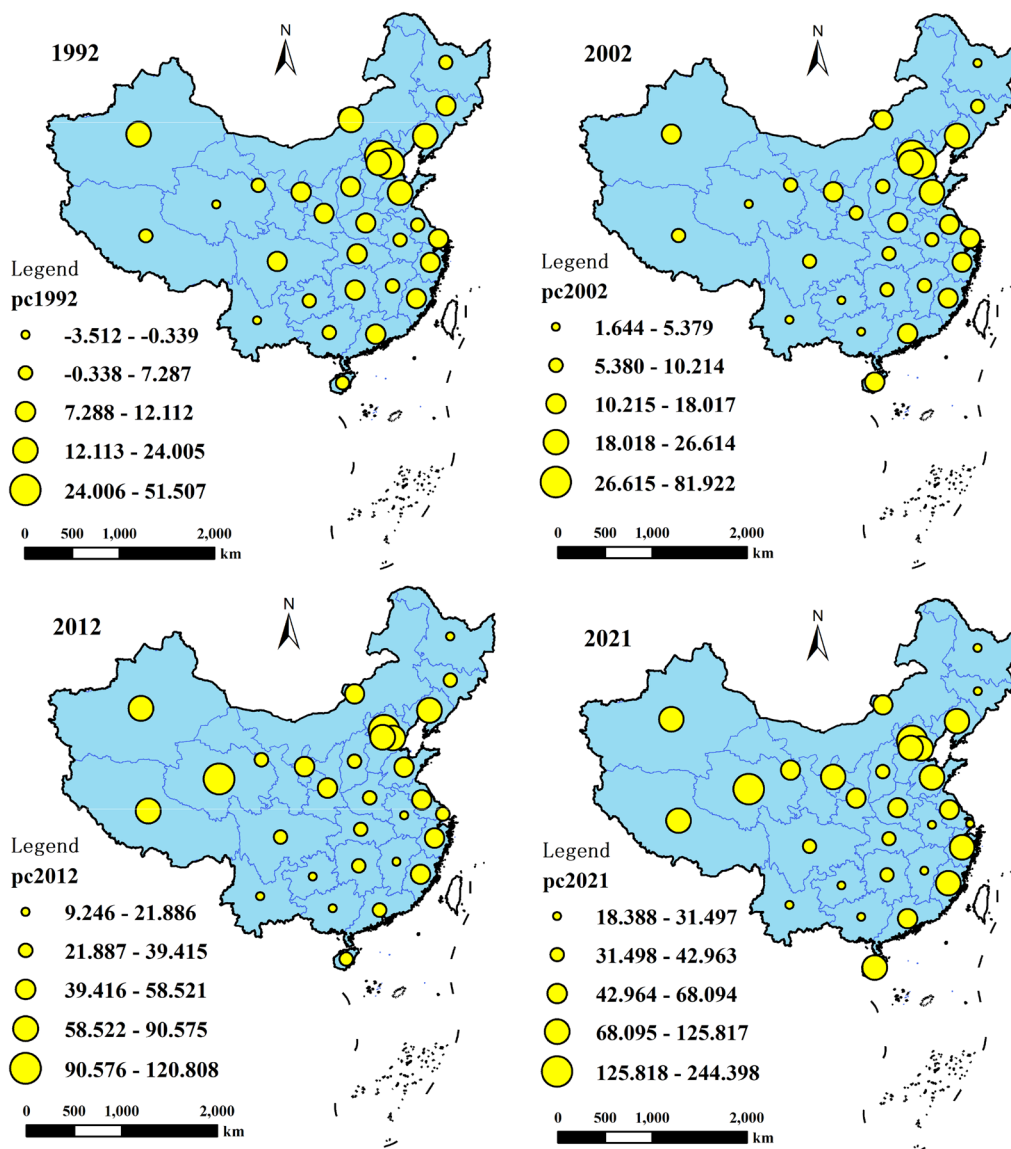 1992
N
Legend
pc1992
-3.512 - -0.339
-0.338 - 7.287
7.288 - 12.112
12.113 - 24.005
24.006 - 51.507
0 500 1,000 2,000
km
2002
N
Legend
pc2002
1.644 - 5.379
5.380 - 10.214
10.215 - 18.017
18.018 - 26.614
26.615 - 81.922
0 500 1,000 2,000
km
2012
N
Legend
pc2012
9.246 - 21.886
21.887 - 39.415
39.416 - 58.521
58.522 - 90.575
90.576 - 120.808
0 500 1,000 2,000
km
2021
N
Legend
pc2021
18.388 - 31.497
31.498 - 42.963
42.964 - 68.094
68.095 - 125.817
125.818 - 244.398
0 500 1,000 2,000
km